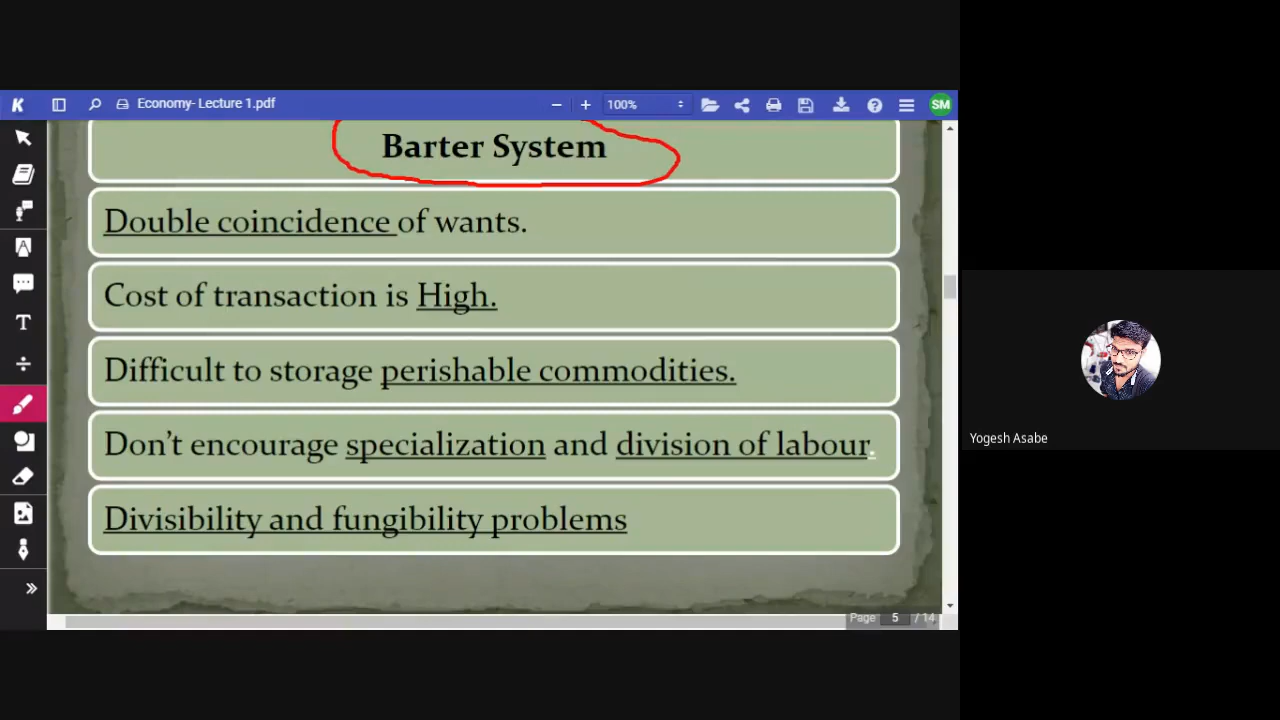 K Economy- Lecture 1.pdf 100% SM
Barter System
Double coincidence of wants.
Cost of transaction is High.
Difficult to storage perishable commodities.
Don't encourage specialization and division of labour.
Divisibility and fungibility problems
Page 5 / 14
Yogesh Asabe